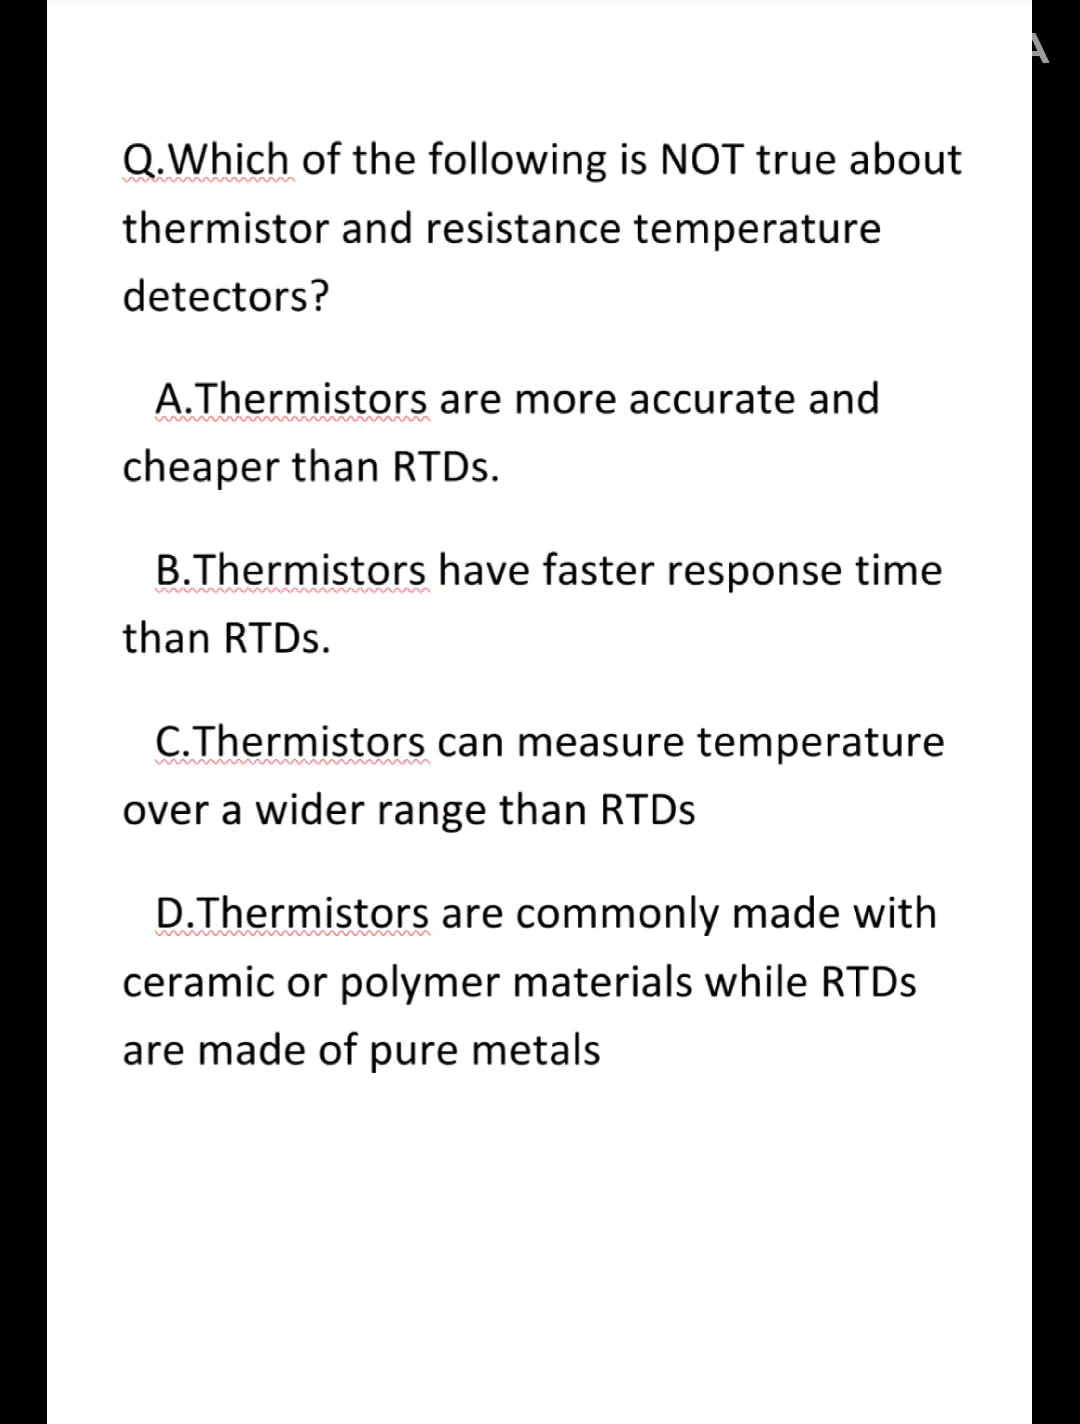 Q.Which of the following is NOT true about
thermistor and resistance temperature
detectors?
A.Thermistors are more accurate and
cheaper than RTDs.
B.Thermistors have faster response time
than RTDs.
C.Thermistors can measure temperature
over a wider range than RTDs
D.Thermistors are commonly made with
ceramic or polymer materials while RTDs
are made of pure metals